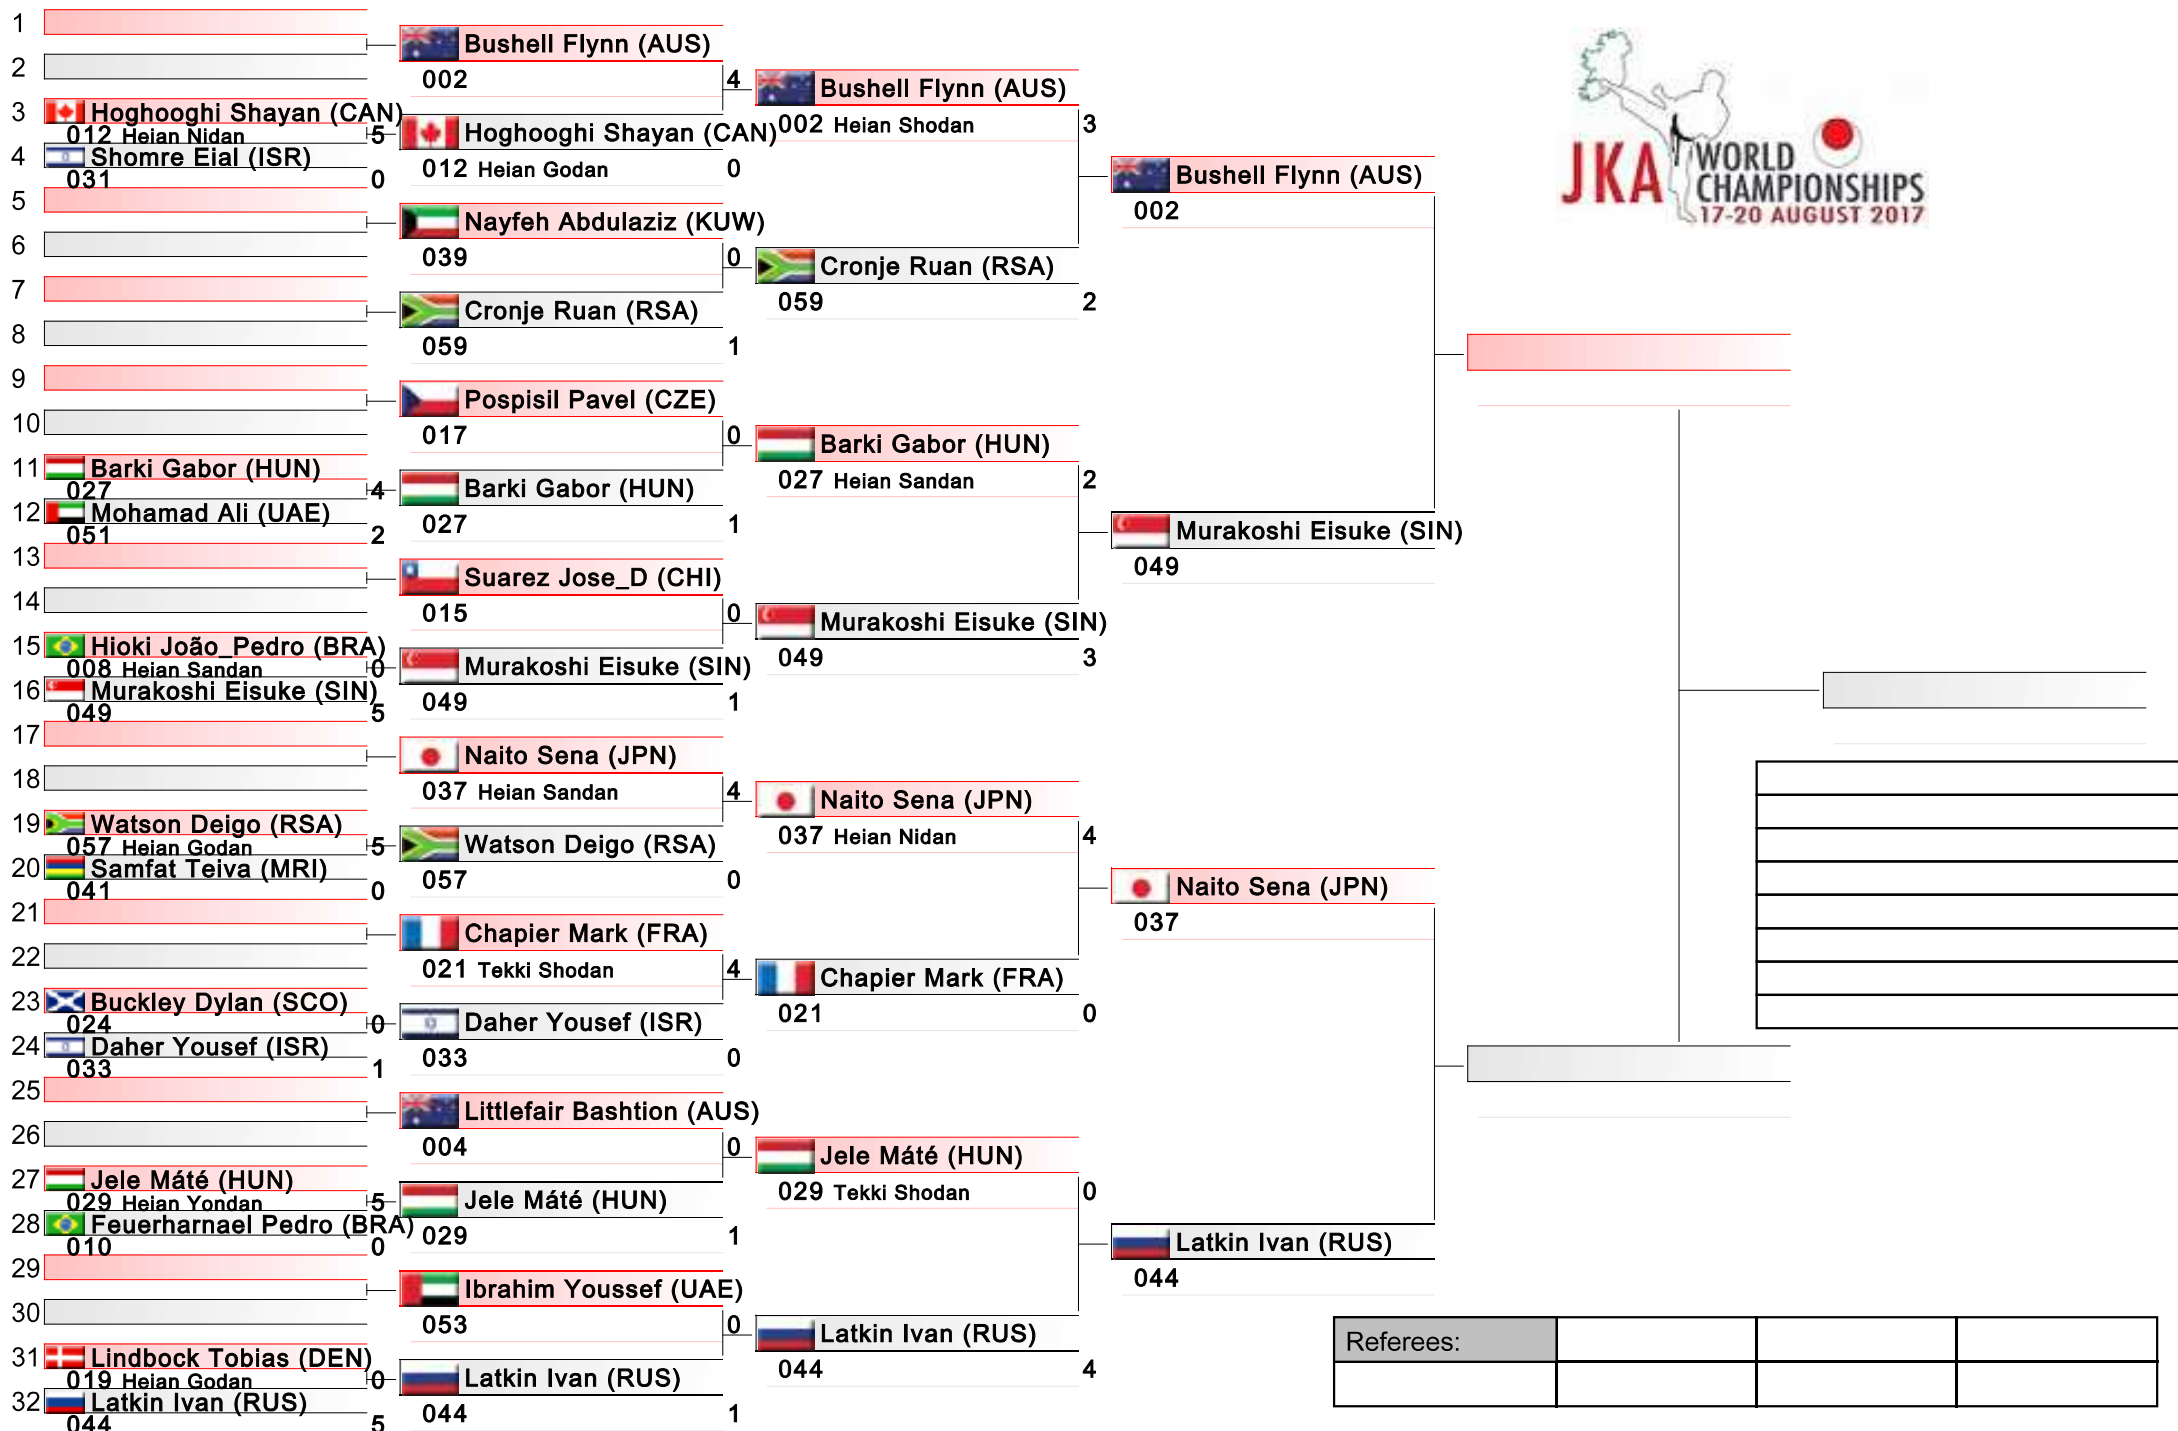 1
2
3 Hoghooghi Shayan (CAN)
012 Heian Nidan 5
4 Shomre Eial (ISR)
031 0
5
6
7
8
9
10
11 Barki Gabor (HUN)
027 4
12 Mohamad Ali (UAE)
051 2
13
14
15 Hioki João_Pedro (BRA)
008 Heian Sandan 0
16 Murakoshi Eisuke (SIN)
049 5
17
18
19 Watson Deigo (RSA)
057 Heian Godan 5
20 Samfat Teiva (MRI)
041 0
21
22
23 Buckley Dylan (SCO)
024 0
24 Daher Yousef (ISR)
033 1
25
26
27 Jele Máté (HUN)
029 Heian Yondan 5
28 Feuerharnael Pedro (BRA)
010 0
29
30
31 Lindbock Tobias (DEN)
019 Heian Godan 0
32 Latkin Ivan (RUS)
044 5
Bushell Flynn (AUS)
002 4
Hoghooghi Shayan (CAN)
012 Heian Godan 0
Nayfeh Abdulaziz (KUW)
039 0
Cronje Ruan (RSA)
059 1
Pospisil Pavel (CZE)
017 0
Barki Gabor (HUN)
027 1
Suarez Jose_D (CHI)
015 0
Murakoshi Eisuke (SIN)
049 1
Naito Sena (JPN)
037 Heian Sandan 4
Watson Deigo (RSA)
057 0
Chapier Mark (FRA)
021 Tekki Shodan 4
Daher Yousef (ISR)
033 0
Littlefair Bashtion (AUS)
004 0
Jele Máté (HUN)
029 1
Ibrahim Youssef (UAE)
053 0
Latkin Ivan (RUS)
044 1
Bushell Flynn (AUS)
002 Heian Shodan 3
Cronje Ruan (RSA)
059 2
Barki Gabor (HUN)
027 Heian Sandan 2
Murakoshi Eisuke (SIN)
049 3
Naito Sena (JPN)
037 Heian Nidan 4
Chapier Mark (FRA)
021 0
Jele Máté (HUN)
029 Tekki Shodan 0
Latkin Ivan (RUS)
044 4
Bushell Flynn (AUS)
002
Murakoshi Eisuke (SIN)
049
Naito Sena (JPN)
037
Latkin Ivan (RUS)
044
JKA WORLD
CHAMPIONSHIPS
17-20 AUGUST 2017
Referees: